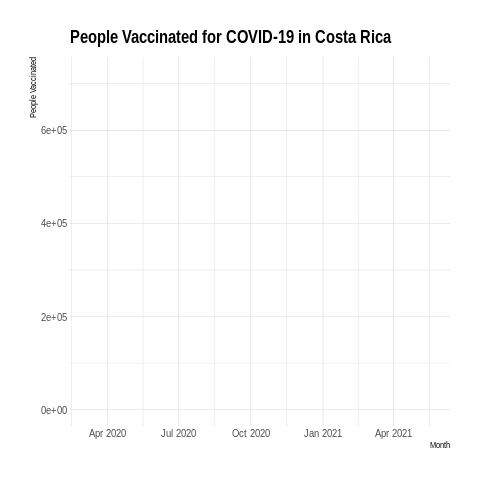 People Vaccinated for COVID-19 in Costa Rica
People Vaccinated
6e+05
4e+05
2e+05
0e+00
Apr 2020 Jul 2020 Oct 2020 Jan 2021 Apr 2021
Month